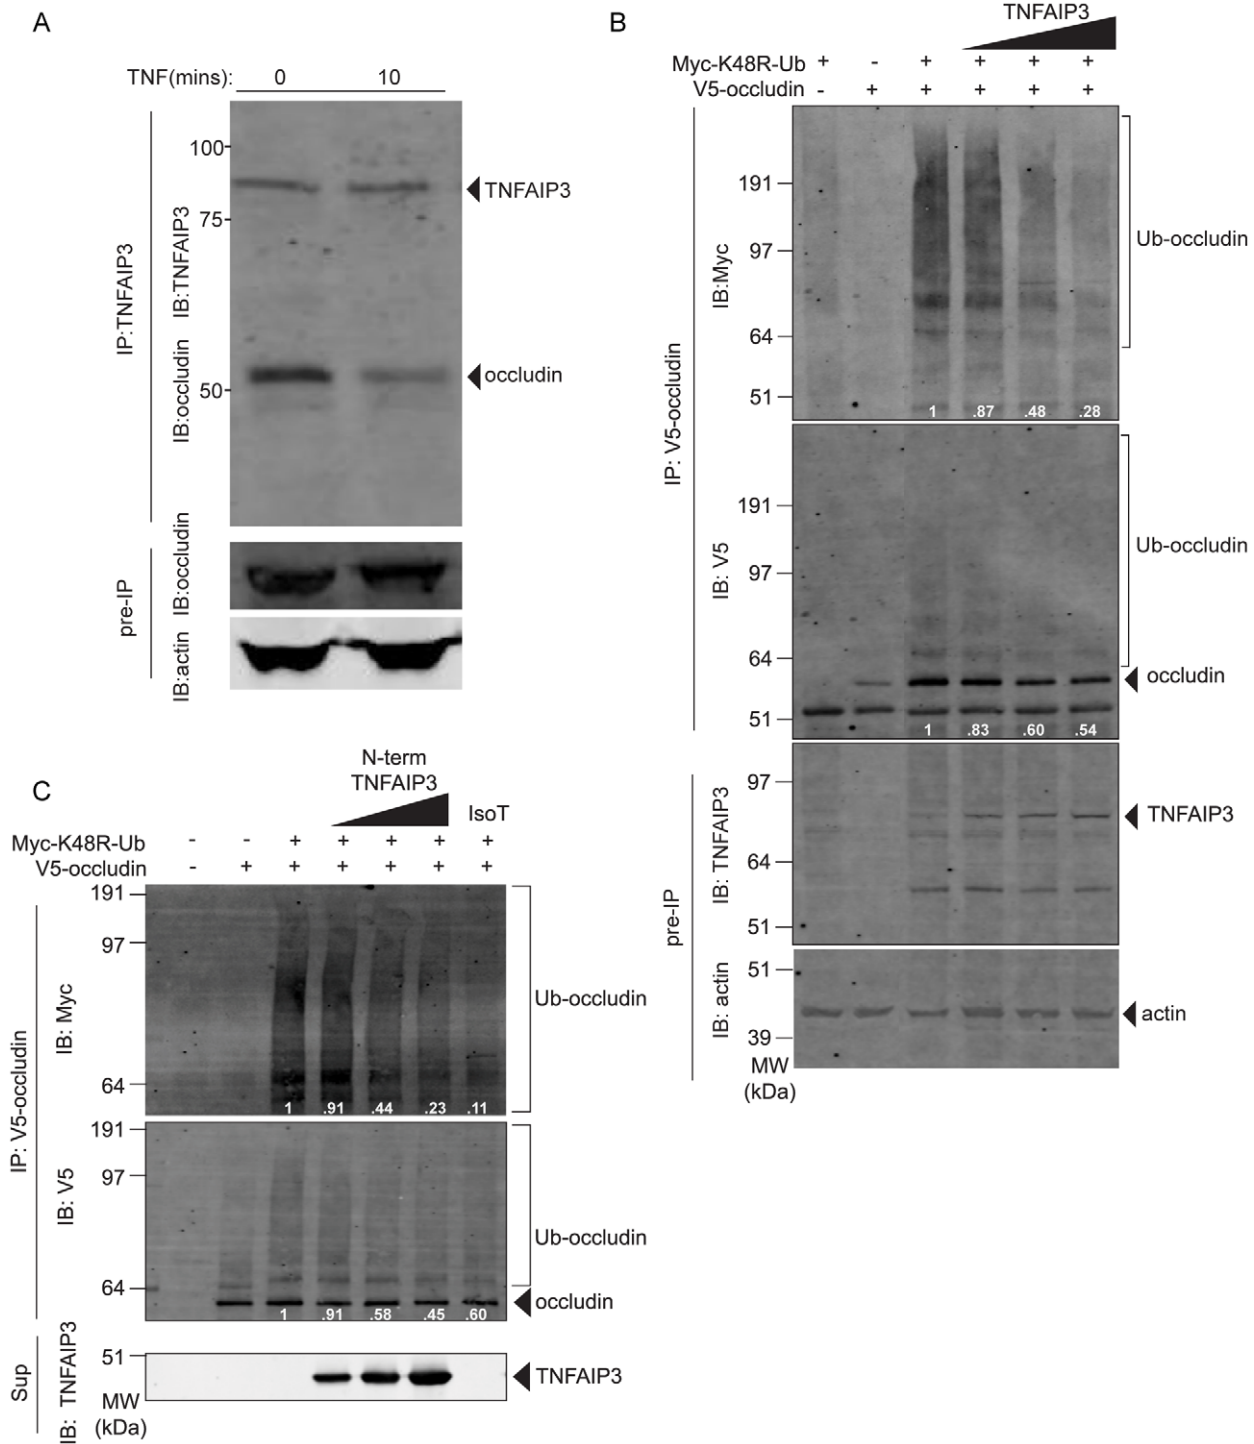 A
TNF(mins): 0 10
100
75
50
IP:TNFAIP3
IB:TNFAIP3
IB:occludin
TNFAIP3
occludin
pre-IP
IB:occludin
IB:actin
B
TNFAIP3
Myc-K48R-Ub + - + + + +
V5-occludin - + + + + +
IP: V5-occludin
IB:Myc
191
97
64
51
1 .87 .48 .28
Ub-occludin
IB: V5
191
97
64
51
1 .83 .60 .54
Ub-occludin
occludin
pre-IP
IB: TNFAIP3
97
64
51
TNFAIP3
IB: actin
51
39
actin
MW
(kDa)
C
N-term
TNFAIP3
IsoT
Myc-K48R-Ub - - + + + + +
V5-occludin - + + + + + +
IP: V5-occludin
IB: Myc
191
97
64
1 .91 .44 .23 .11
Ub-occludin
IB: V5
191
97
64
1 .91 .58 .45 .60
Ub-occludin
occludin
Sup
IB: TNFAIP3
51
TNFAIP3
MW
(kDa)